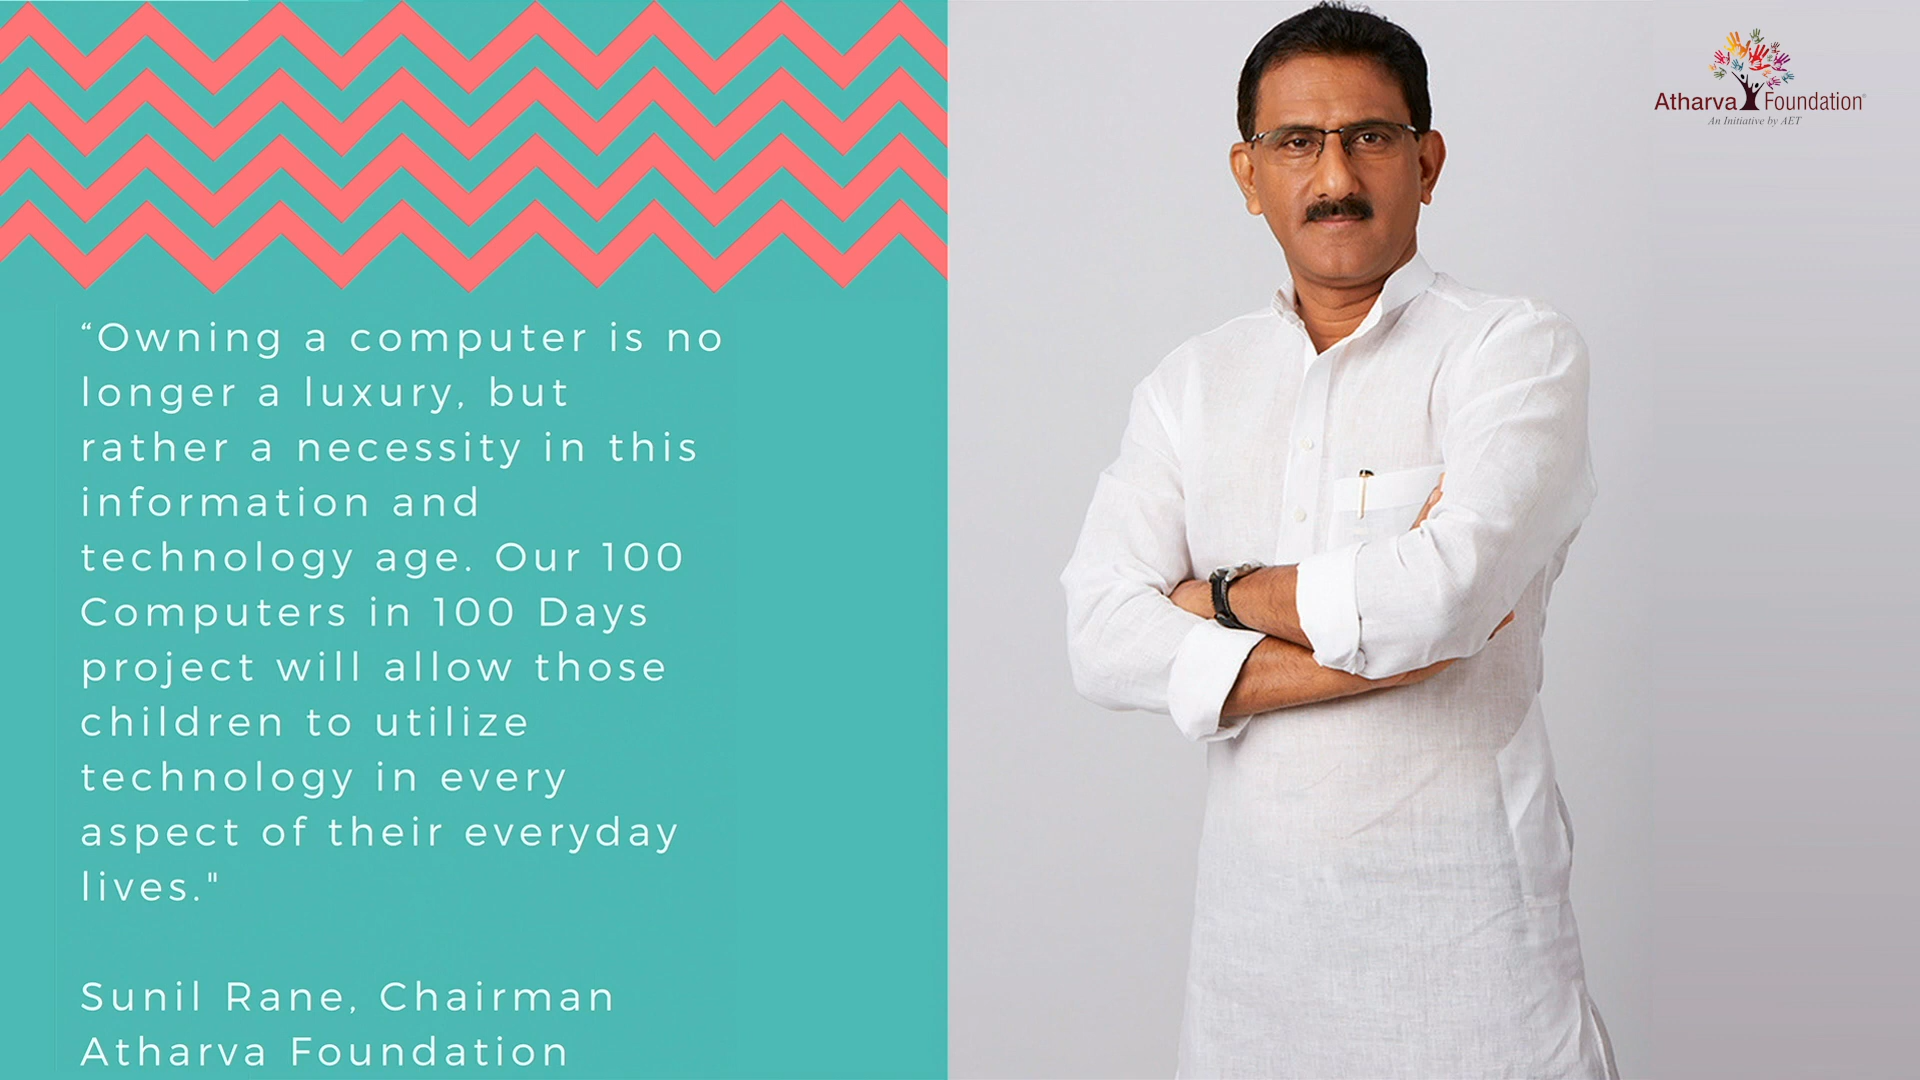 “Owning a computer is no
longer a luxury, but
rather a necessity in this
information and
technology age. Our 100
Computers in 100 Days
project will allow those
children to utilize
technology in every
aspect of their everyday
lives."
Sunil Rane, Chairman
Atharva Foundation
Atharva Foundation®
An Initiative by AET